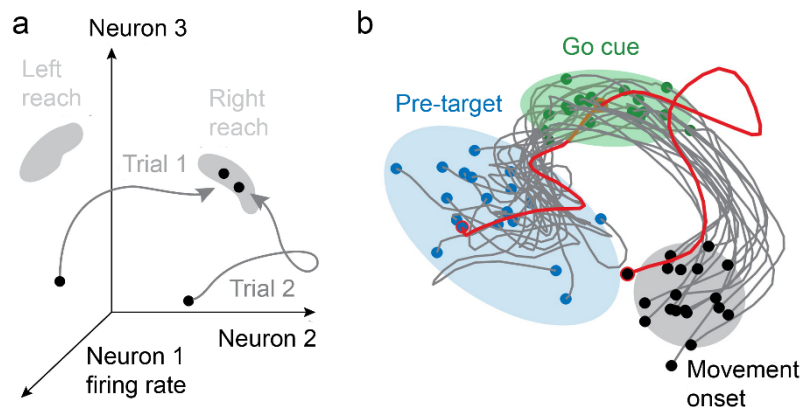 a
Neuron 3
Left
reach
Right
reach
Trial 1
Trial 2
Neuron 2
Neuron 1
firing rate
b
Go cue
Pre-target
Movement
onset